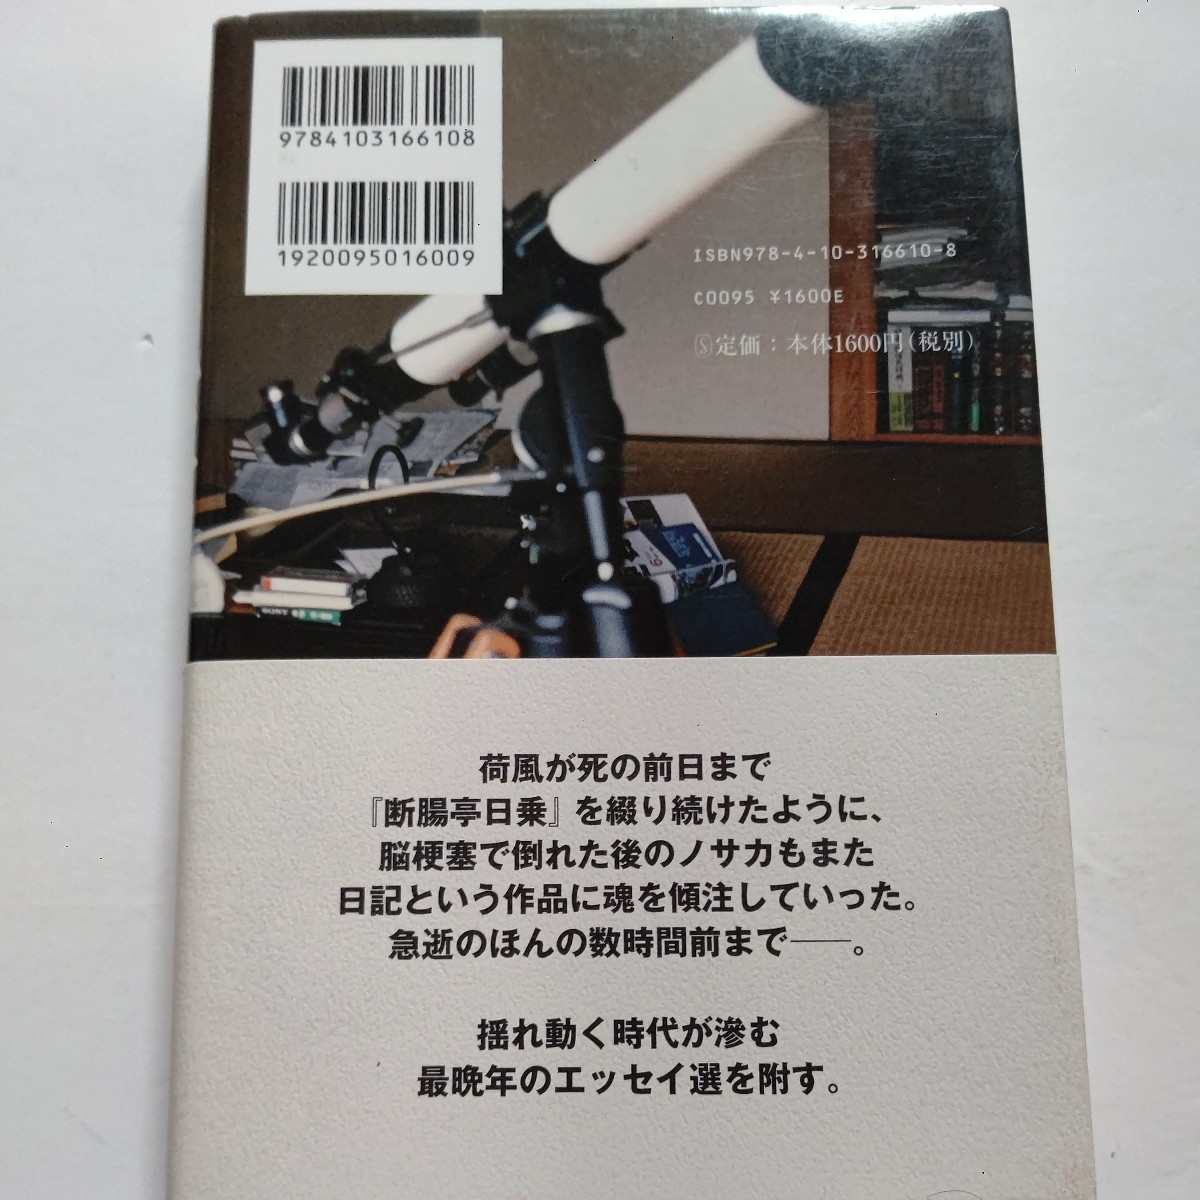 9784103166108
1920095016009
ISBN978-4-10-316610-8
C0095 ¥1600E
Ⓢ定価：本体1600円（税別）
SONY
荷風が死の前日まで
『断腸亭日乗』を綴り続けたように、
脳梗塞で倒れた後のノサカもまた
日記という作品に魂を傾注していった。
急逝のほんの数時間前まで——。
揺れ動く時代が滲む
最晩年のエッセイ選を附す。